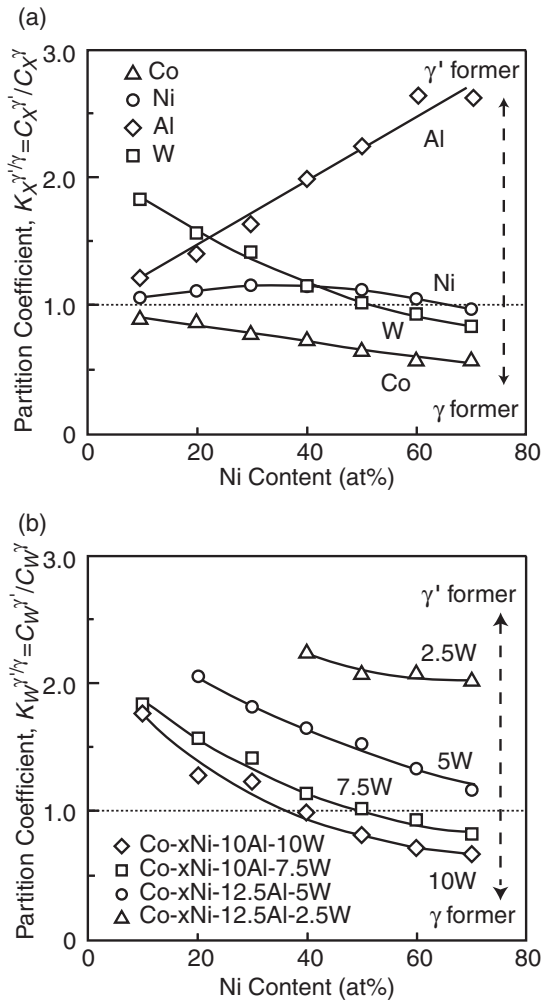 (a)
3.0
2.0
1.0
0
Partition Coefficient, K_X^γ'/γ=C_X^γ'/C_X^γ
Co
Ni
Al
W
γ' former
Al
Ni
W
Co
γ former
0 20 40 60 80
Ni Content (at%)
(b)
3.0
2.0
1.0
0
Partition Coefficient, K_W^γ'/γ=C_W^γ'/C_W^γ
γ' former
2.5W
5W
7.5W
10W
Co-xNi-10Al-10W
Co-xNi-10Al-7.5W
Co-xNi-12.5Al-5W
Co-xNi-12.5Al-2.5W
γ former
0 20 40 60 80
Ni Content (at%)